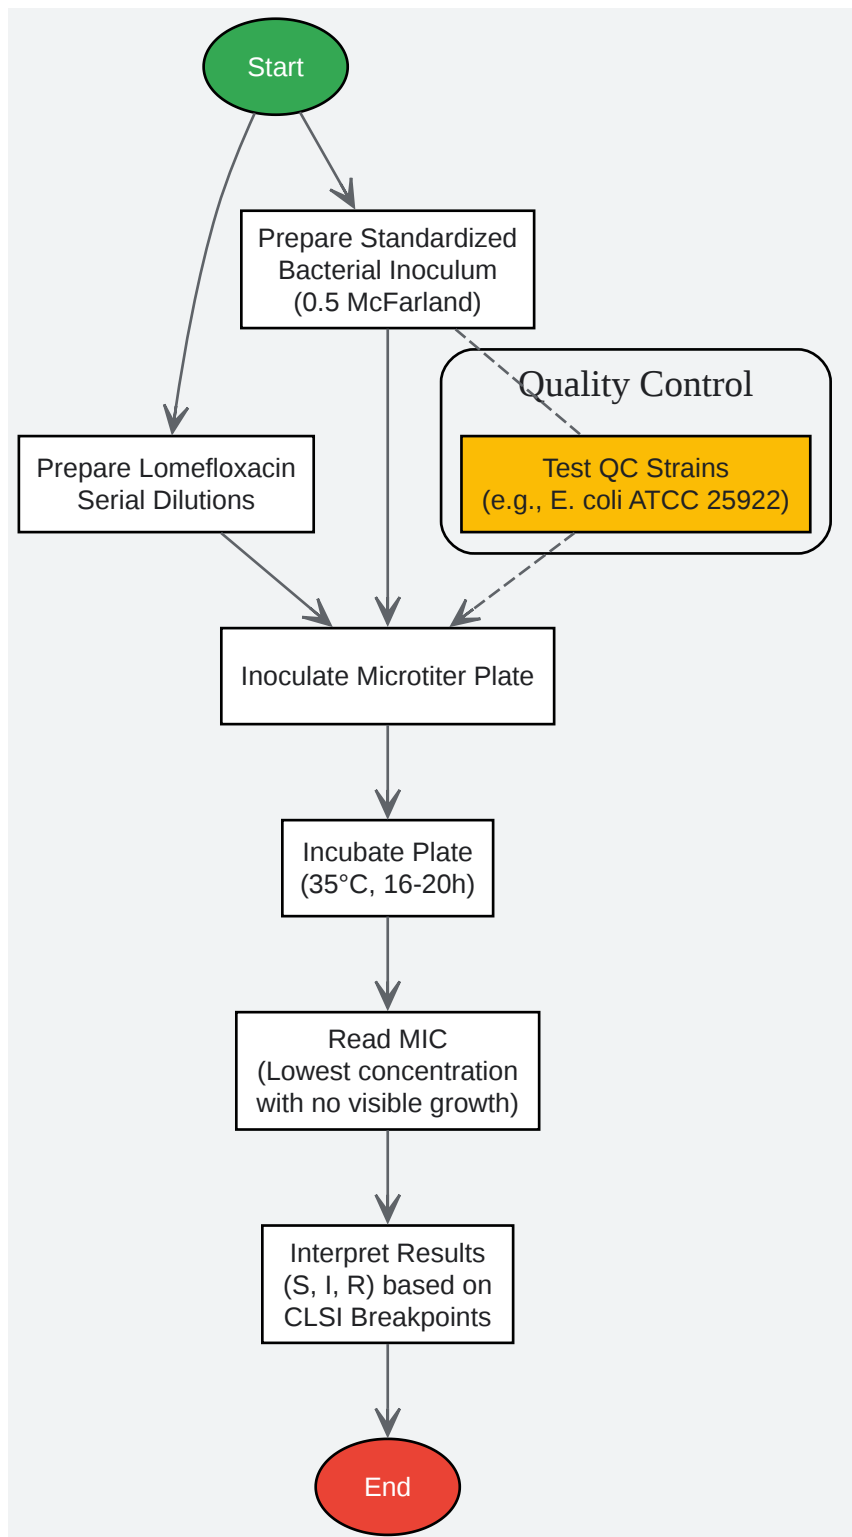 Start
Prepare Standardized
Bacterial Inoculum
(0.5 McFarland)
Quality Control
Prepare Lomefloxacin
Serial Dilutions
Test QC Strains
(e.g., E. coli ATCC 25922)
Inoculate Microtiter Plate
Incubate Plate
(35°C, 16-20h)
Read MIC
(Lowest concentration
with no visible growth)
Interpret Results
(S, I, R) based on
CLSI Breakpoints
End